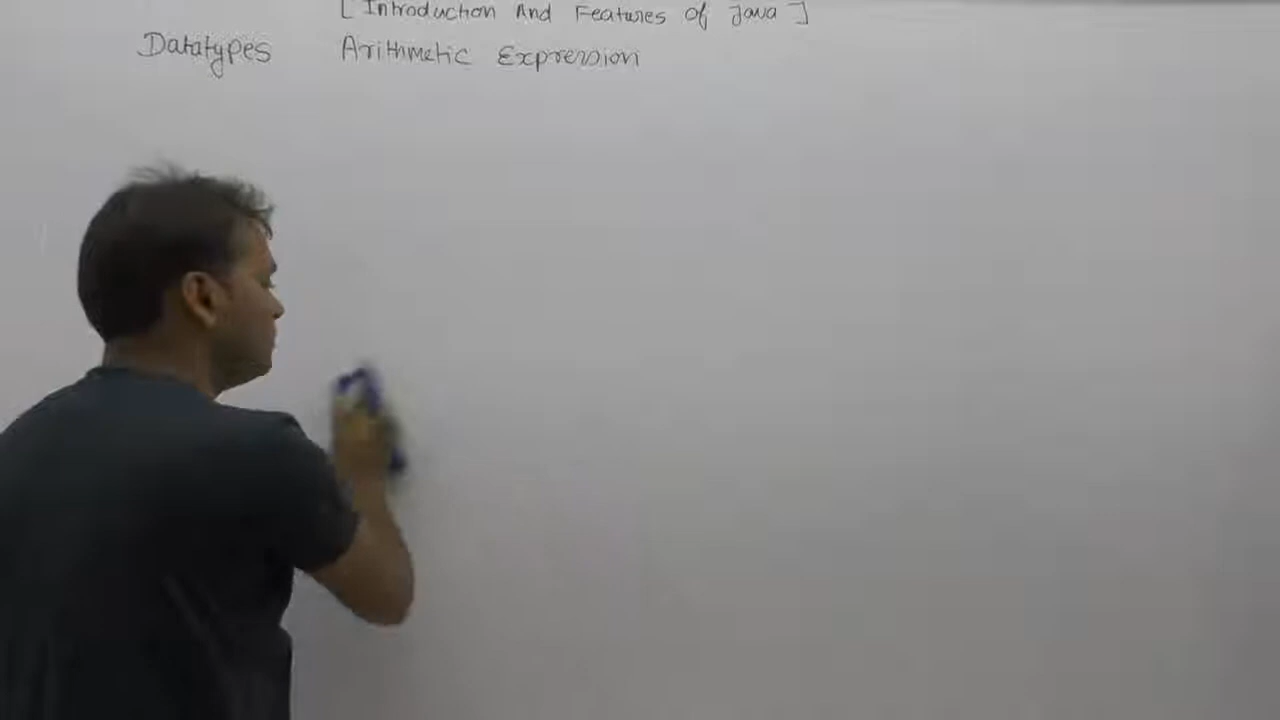 [ Introduction And Features of Java ]
Datatypes Arithmetic Expression